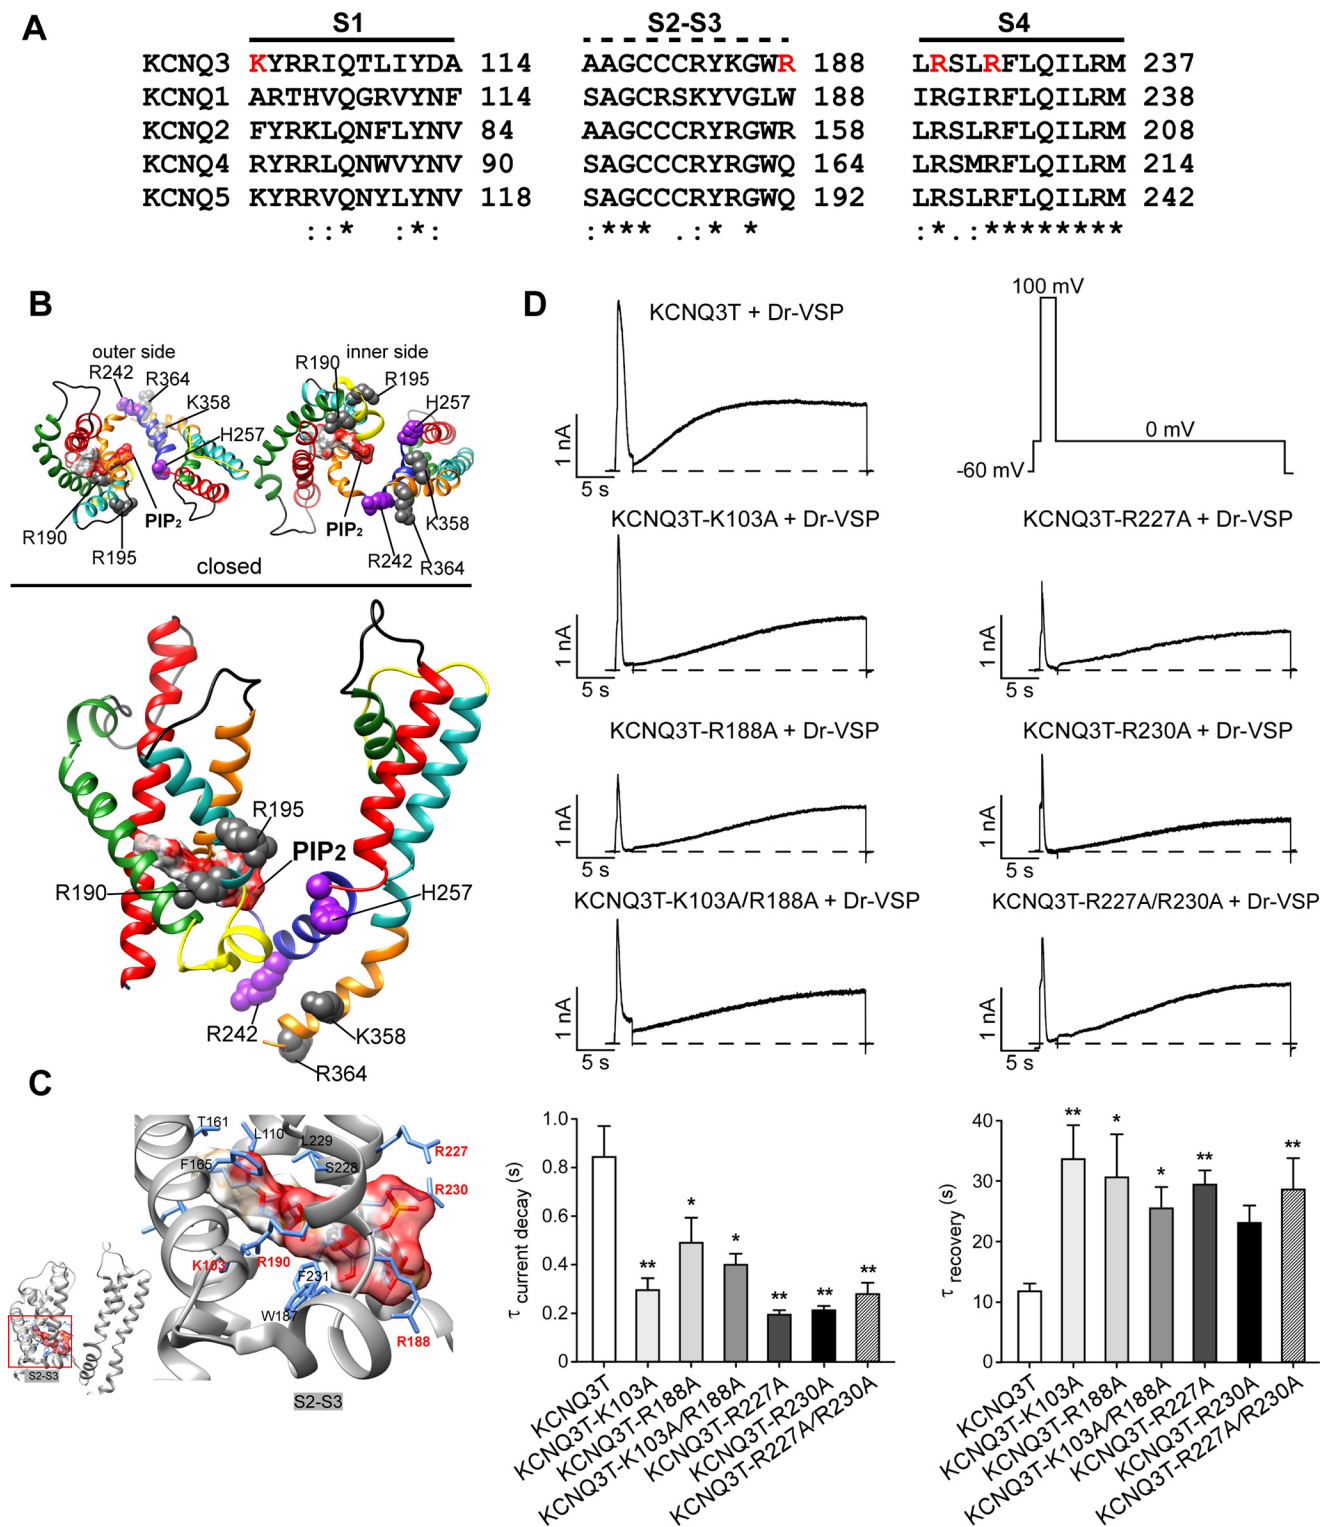 A
S1 S2-S3 S4
KCNQ3 KYRRIQTLIYDA 114 AAGCCCRYKGWR 188 LRSLRFLQILRM 237
KCNQ1 ARTHVQGRVYNF 114 SAGCRSKYVGLW 188 IRGIRFLQILRM 238
KCNQ2 FYRKLQNFLYNV 84 AAGCCCRYRGWR 158 LRSLRFLQILRM 208
KCNQ4 RYRRLQNWVYNV 90 SAGCCCRYRGWQ 164 LRSMRFLQILRM 214
KCNQ5 KYRRVQNYLYNV 118 SAGCCCRYRGWQ 192 LRSLRFLQILRM 242
::* :*: :*** .:* * :*.:********
B
outer side
R242
R364
K358
H257
R190
R195
PIP2
inner side
R190
R195
H257
K358
PIP2
R242
R364
closed
R195
PIP2
R190
H257
R242
K358
R364
C
T161
L110
L229
R227
F165
S228
R230
K103
R190
F231
W187
R188
S2-S3
S2-S3
D
KCNQ3T + Dr-VSP
1 nA
5 s
100 mV
0 mV
-60 mV
KCNQ3T-K103A + Dr-VSP
1 nA
5 s
KCNQ3T-R227A + Dr-VSP
1 nA
5 s
KCNQ3T-R188A + Dr-VSP
1 nA
5 s
KCNQ3T-R230A + Dr-VSP
1 nA
5 s
KCNQ3T-K103A/R188A + Dr-VSP
1 nA
5 s
KCNQ3T-R227A/R230A + Dr-VSP
1 nA
5 s
τ current decay (s)
1.0
0.8
0.6
0.4
0.2
0
**
*
*
**
**
**
KCNQ3T
KCNQ3T-K103A
KCNQ3T-R188A
KCNQ3T-K103A/R188A
KCNQ3T-R227A
KCNQ3T-R230A
KCNQ3T-R227A/R230A
τ recovery (s)
40
30
20
10
0
**
*
*
**
**
KCNQ3T
KCNQ3T-K103A
KCNQ3T-R188A
KCNQ3T-K103A/R188A
KCNQ3T-R227A
KCNQ3T-R230A
KCNQ3T-R227A/R230A